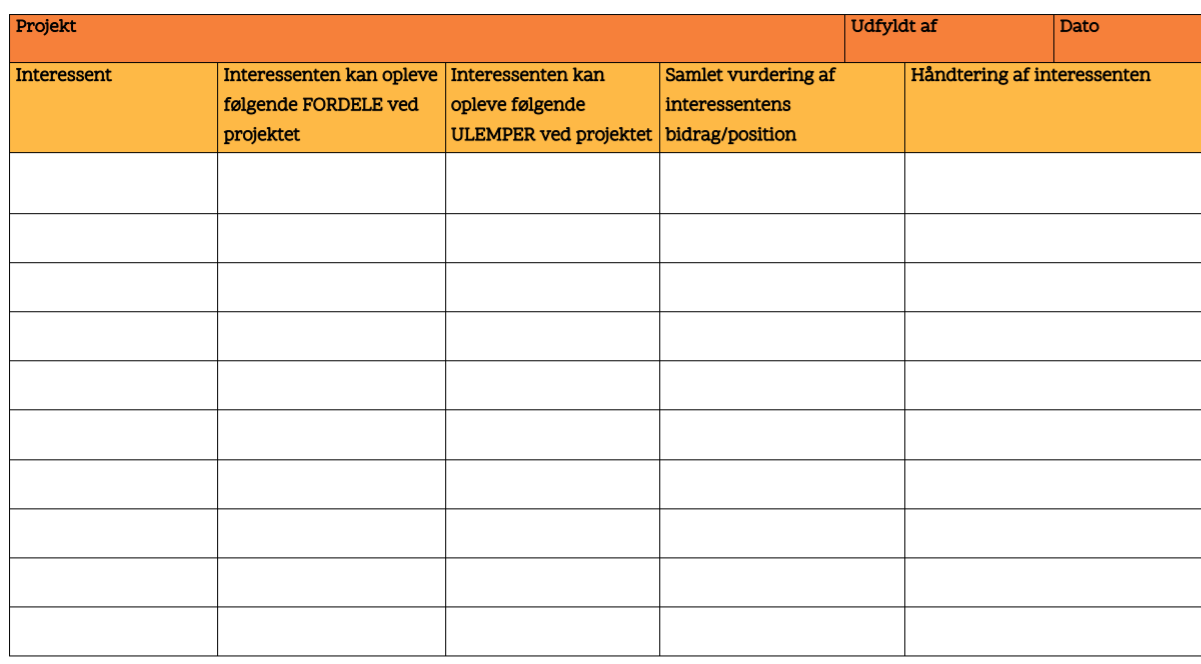 Projekt
Udfyldt af
Dato
Interessent
Interessenten kan opleve
følgende FORDELE ved
projektet
Interessenten kan
opleve følgende
ULEMPER ved projektet
Samlet vurdering af
interessentens
bidrag/position
Håndtering af interessenten